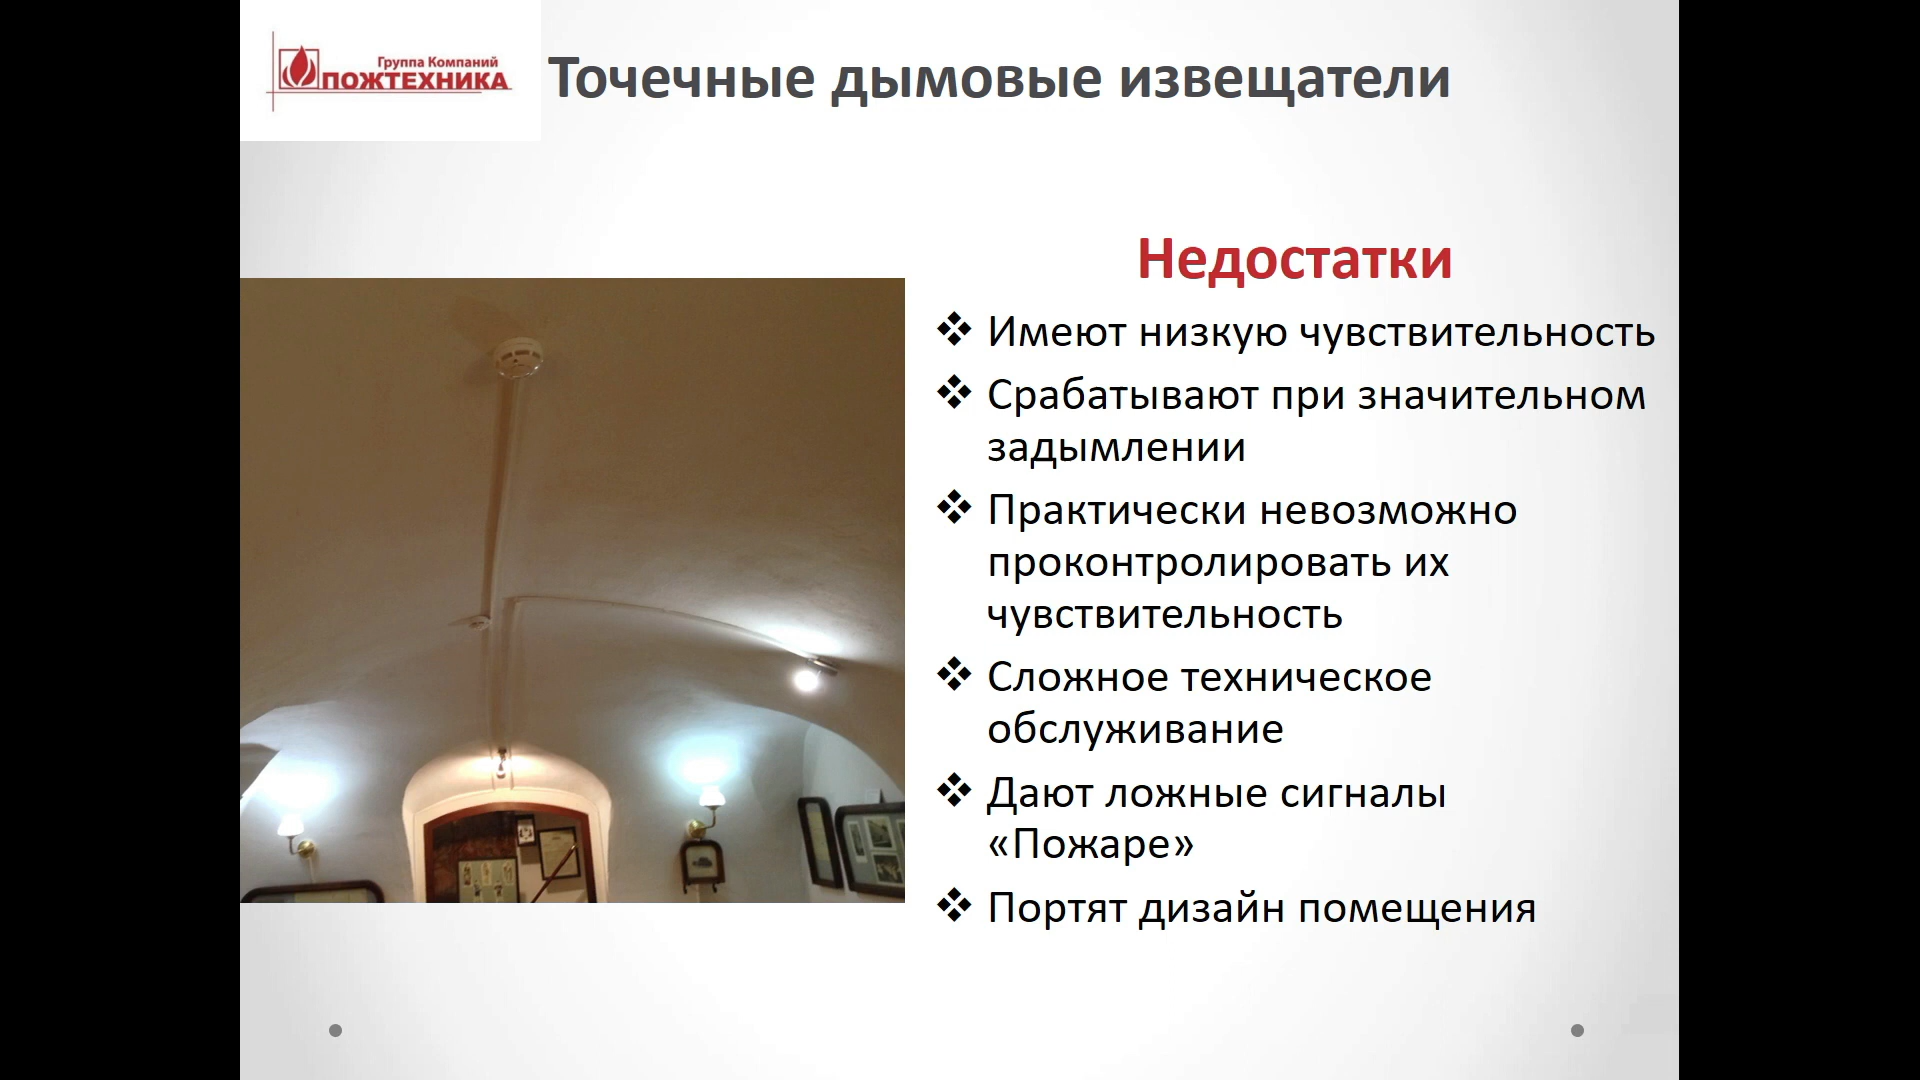 Группа Компаний
ПОЖТЕХНИКА
Точечные дымовые извещатели
Недостатки
Имеют низкую чувствительность
Срабатывают при значительном
задымлении
Практически невозможно
проконтролировать их
чувствительность
Сложное техническое
обслуживание
Дают ложные сигналы
«Пожаре»
Портят дизайн помещения